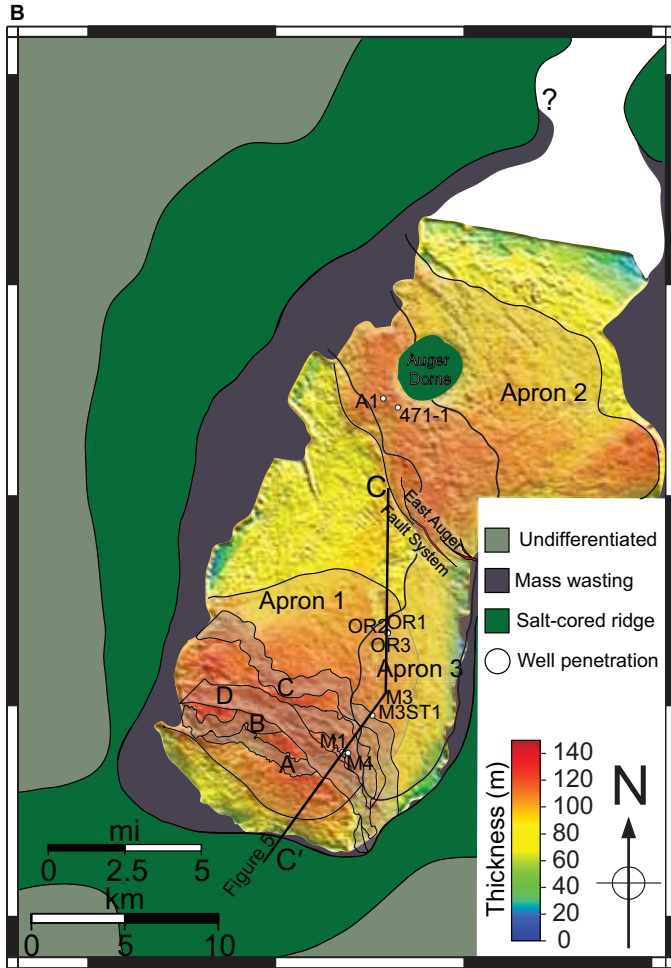 B
?
Auger
Dome
Apron 2
A1
471-1
C
East Auger
Fault System
Undifferentiated
Mass wasting
Salt-cored ridge
Well penetration
Apron 1
OR1
OR2
OR3
Apron 3
C
D
M3
M3ST1
B
M1
M4
A
Figure 5
C'
mi
0 2.5 5
km
0 5 10
Thickness (m)
140
120
100
80
60
40
20
0
N